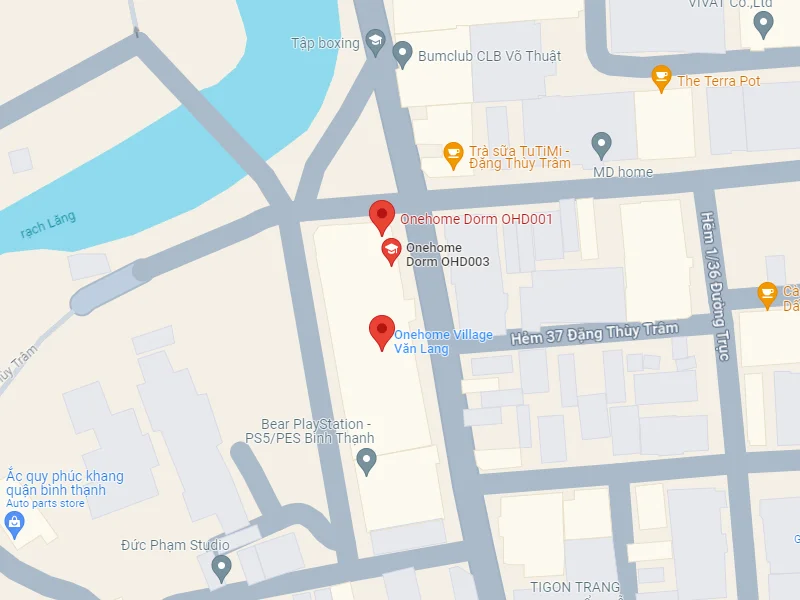 VIVAT Co.,Ltd
Tập boxing
Bumclub CLB Võ Thuật
The Terra Pot
Trà sữa TuTiMi -
Đặng Thùy Trâm
MD home
rạch Lăng
Onehome Dorm OHD001
Onehome
Dorm OHD003
Hẻm 1/36 Đường Trục
Hẻm 37 Đặng Thùy Trâm
Onehome Village
Văn Lang
Trâm
Bear PlayStation -
PS5/PES Bình Thạnh
Ắc quy phúc khang
quận bình thạnh
Auto parts store
Đức Phạm Studio
TIGON TRANG